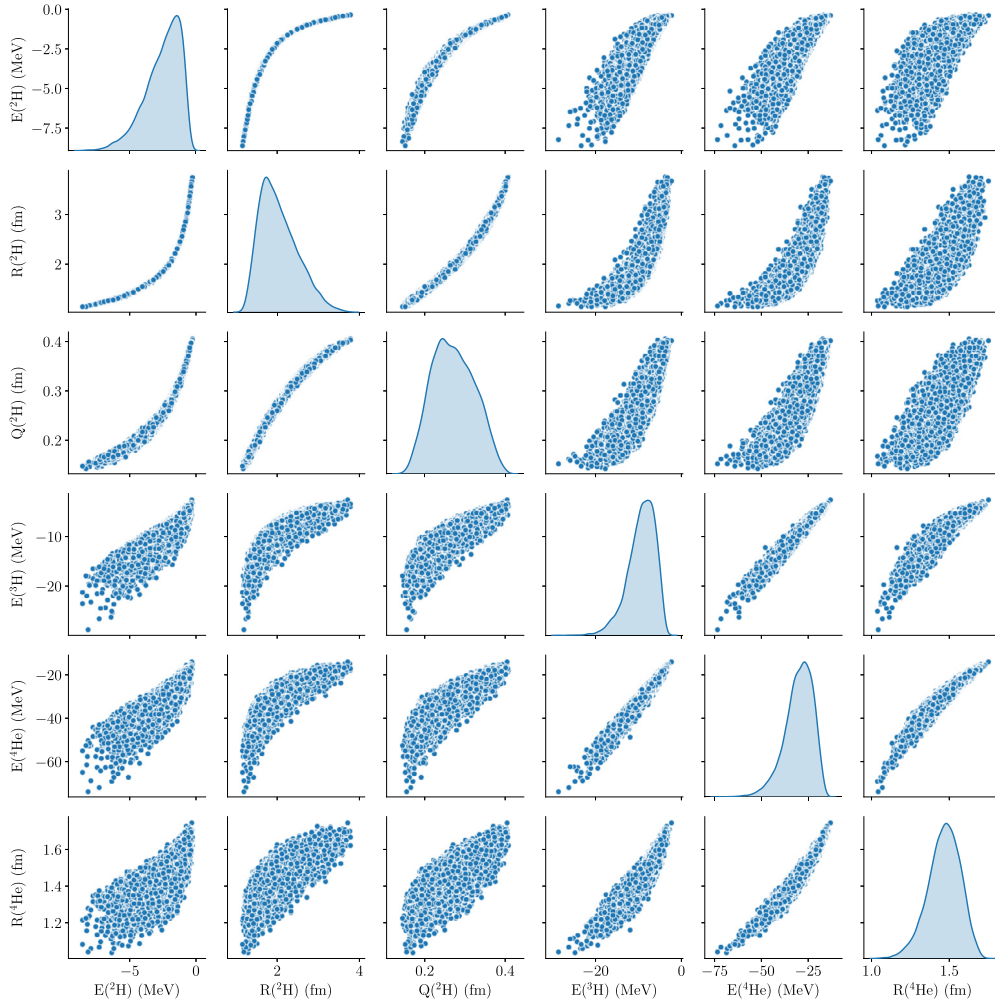 0.0
−2.5
−5.0
−7.5
E(²H) (MeV)
3
2
R(²H) (fm)
0.4
0.3
0.2
Q(²H) (fm)
−10
−20
E(³H) (MeV)
−20
−40
−60
E(⁴He) (MeV)
1.6
1.4
1.2
R(⁴He) (fm)
−5 0
E(²H) (MeV)
2 4
R(²H) (fm)
0.2 0.4
Q(²H) (fm)
−20 0
E(³H) (MeV)
−75 −50 −25
E(⁴He) (MeV)
1.0 1.5
R(⁴He) (fm)